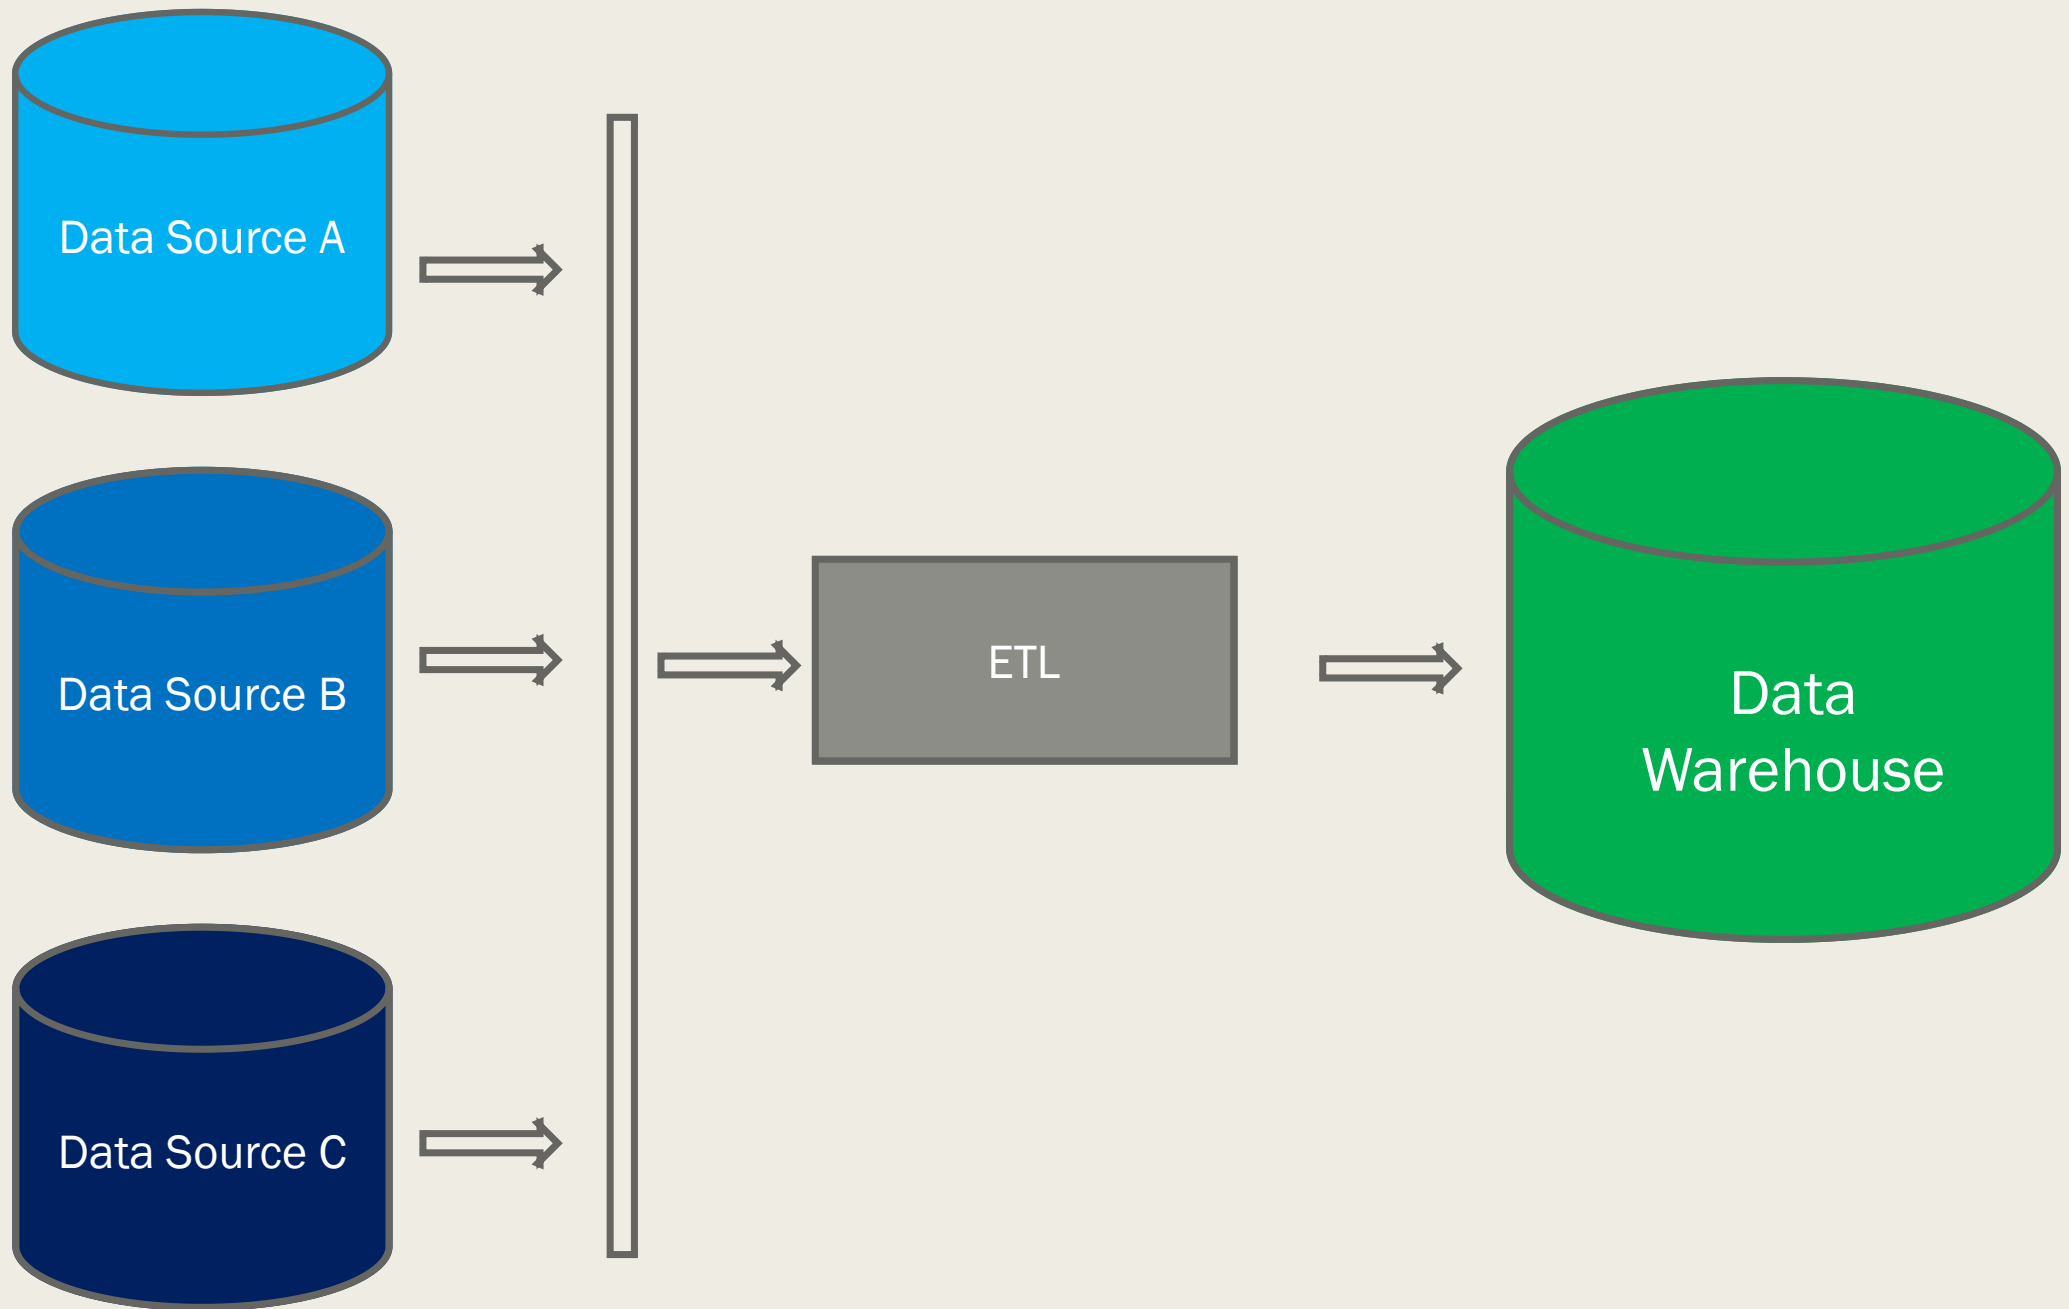 Data Source A
Data Source B
Data Source C
ETL
Data
Warehouse